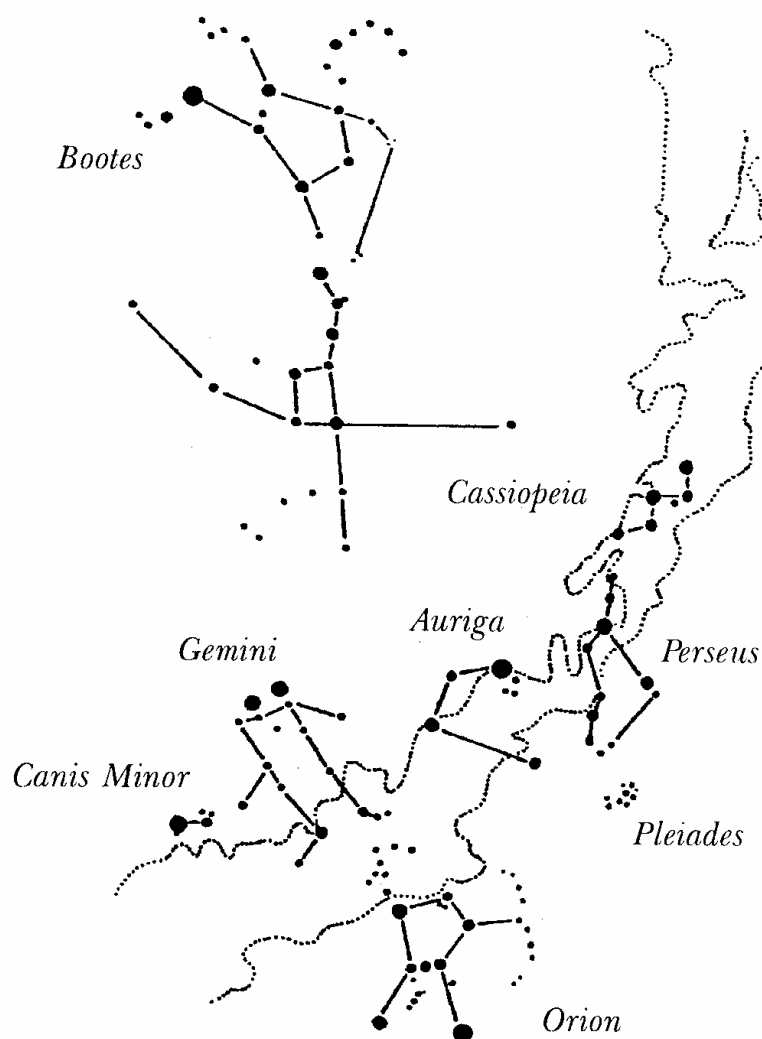 Bootes
Cassiopeia
Auriga
Gemini
Perseus
Canis Minor
Pleiades
Orion